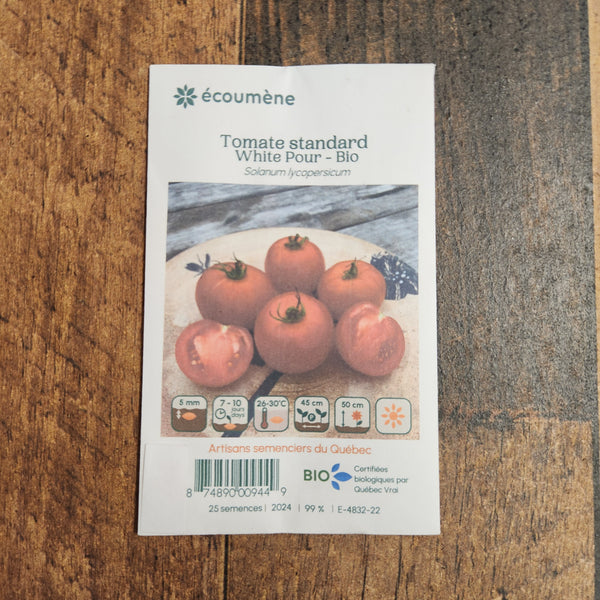 écoumène
Tomate standard
White Pour - Bio
Solanum lycopersicum
5 mm
7 - 10
jours
days
26-30°C
45 cm
P
50 cm
Artisans semenciers du Québec
8 74890 00944 9
BIO
Certifiées
biologiques par
Québec Vrai
25 semences | 2024 | 99 % | E-4832-22